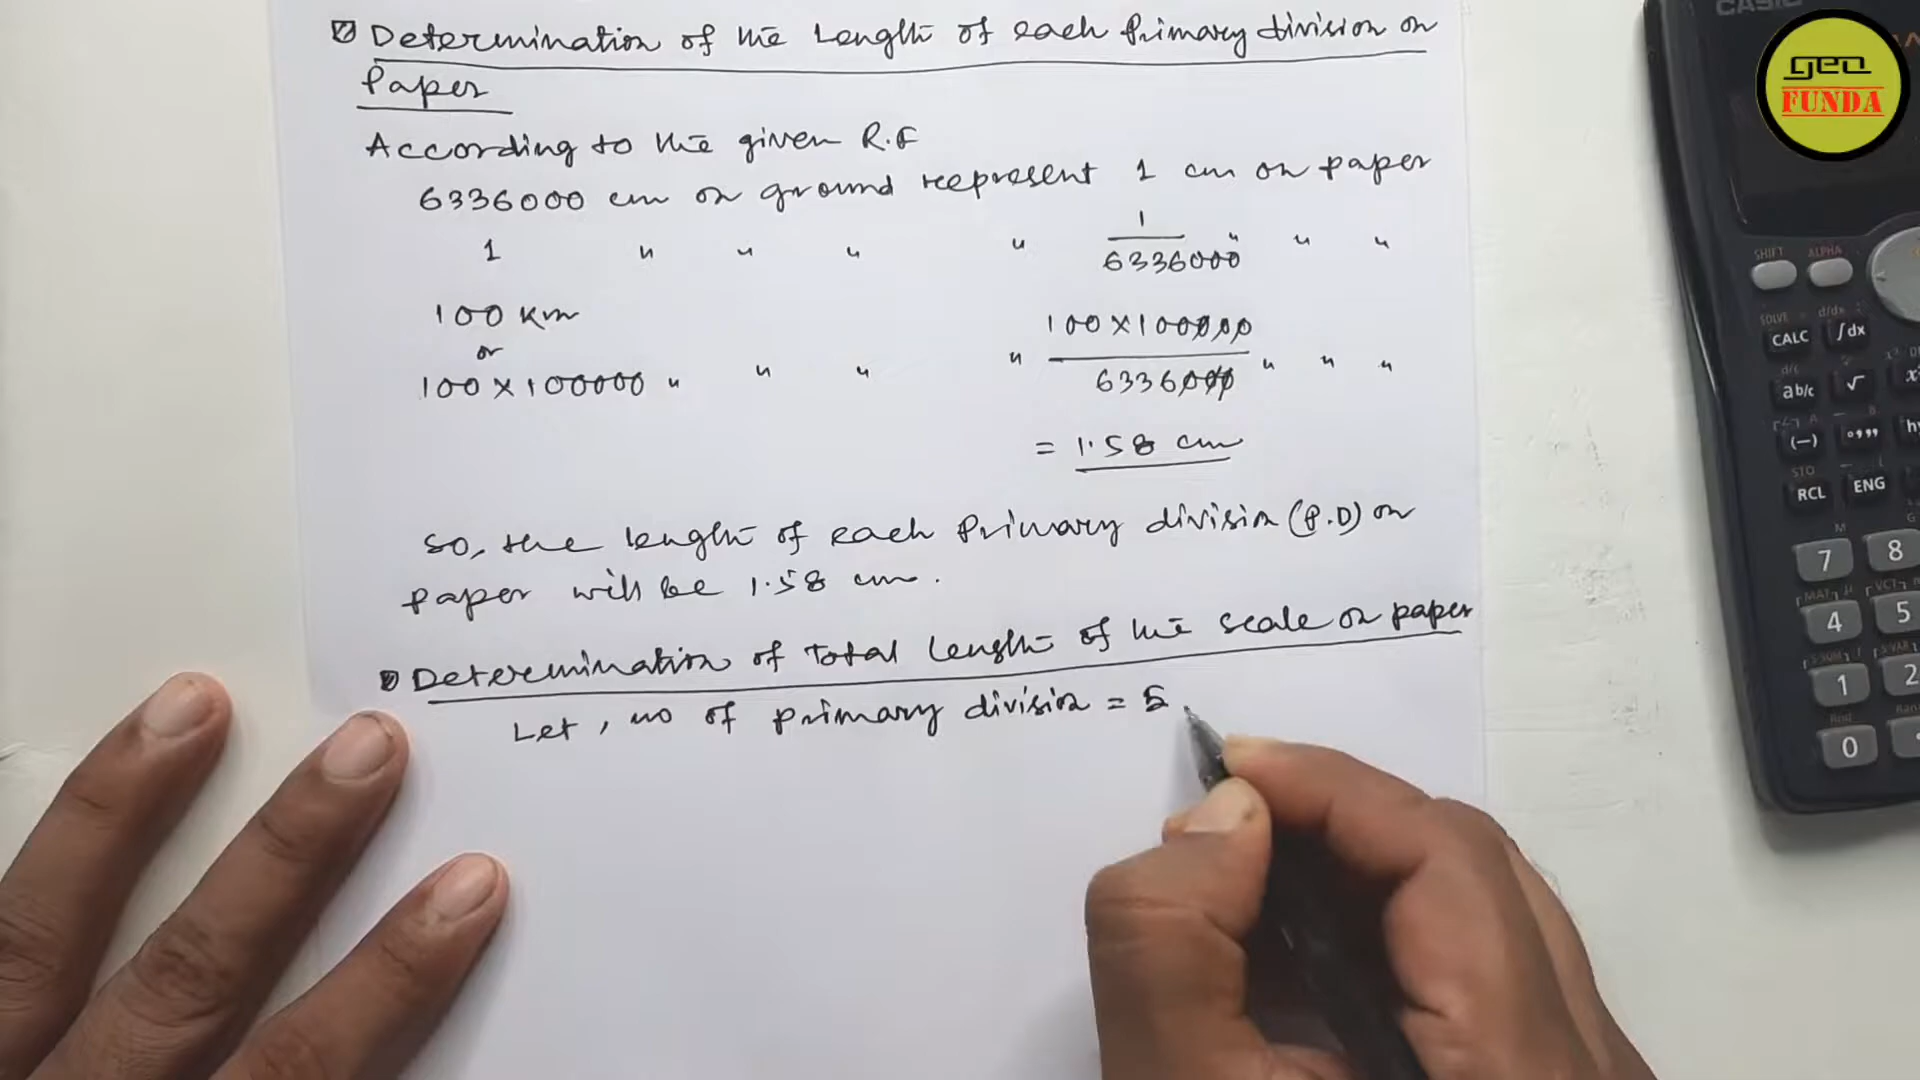 Determination of the Length of each Primary division on
Paper
According to the given R.F
6336000 cm on ground represent 1 cm on paper
1 " " " " 1/6336000 " " "
100 Km
or
100×100000 " " " " 100×100000/6336000 " " "
= 1.58 cm
So, the length of each Primary division (P.D) on
paper will be 1.58 cm.
Determination of Total Length of the scale on paper
Let, no of primary division = 5
GEO
FUNDA
CASIO
SHIFT ALPHA
SOLVE d/dx
CALC ∫dx
d/c
ab/c √
(-) °,,,
STO
RCL ENG
M
7 8
4 5
1 2
0